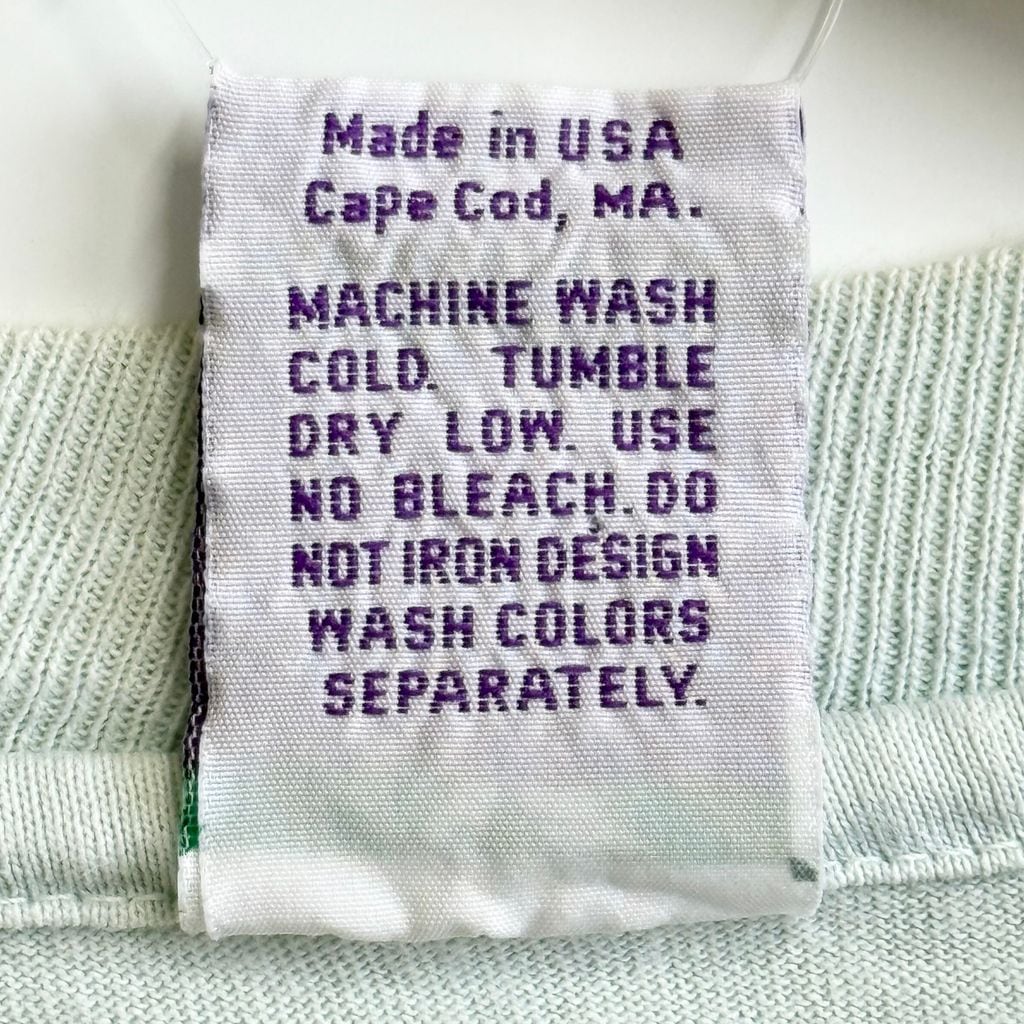 Made in USA
Cape Cod, MA.
MACHINE WASH
COLD. TUMBLE
DRY LOW. USE
NO BLEACH. DO
NOT IRON DESIGN
WASH COLORS
SEPARATELY.